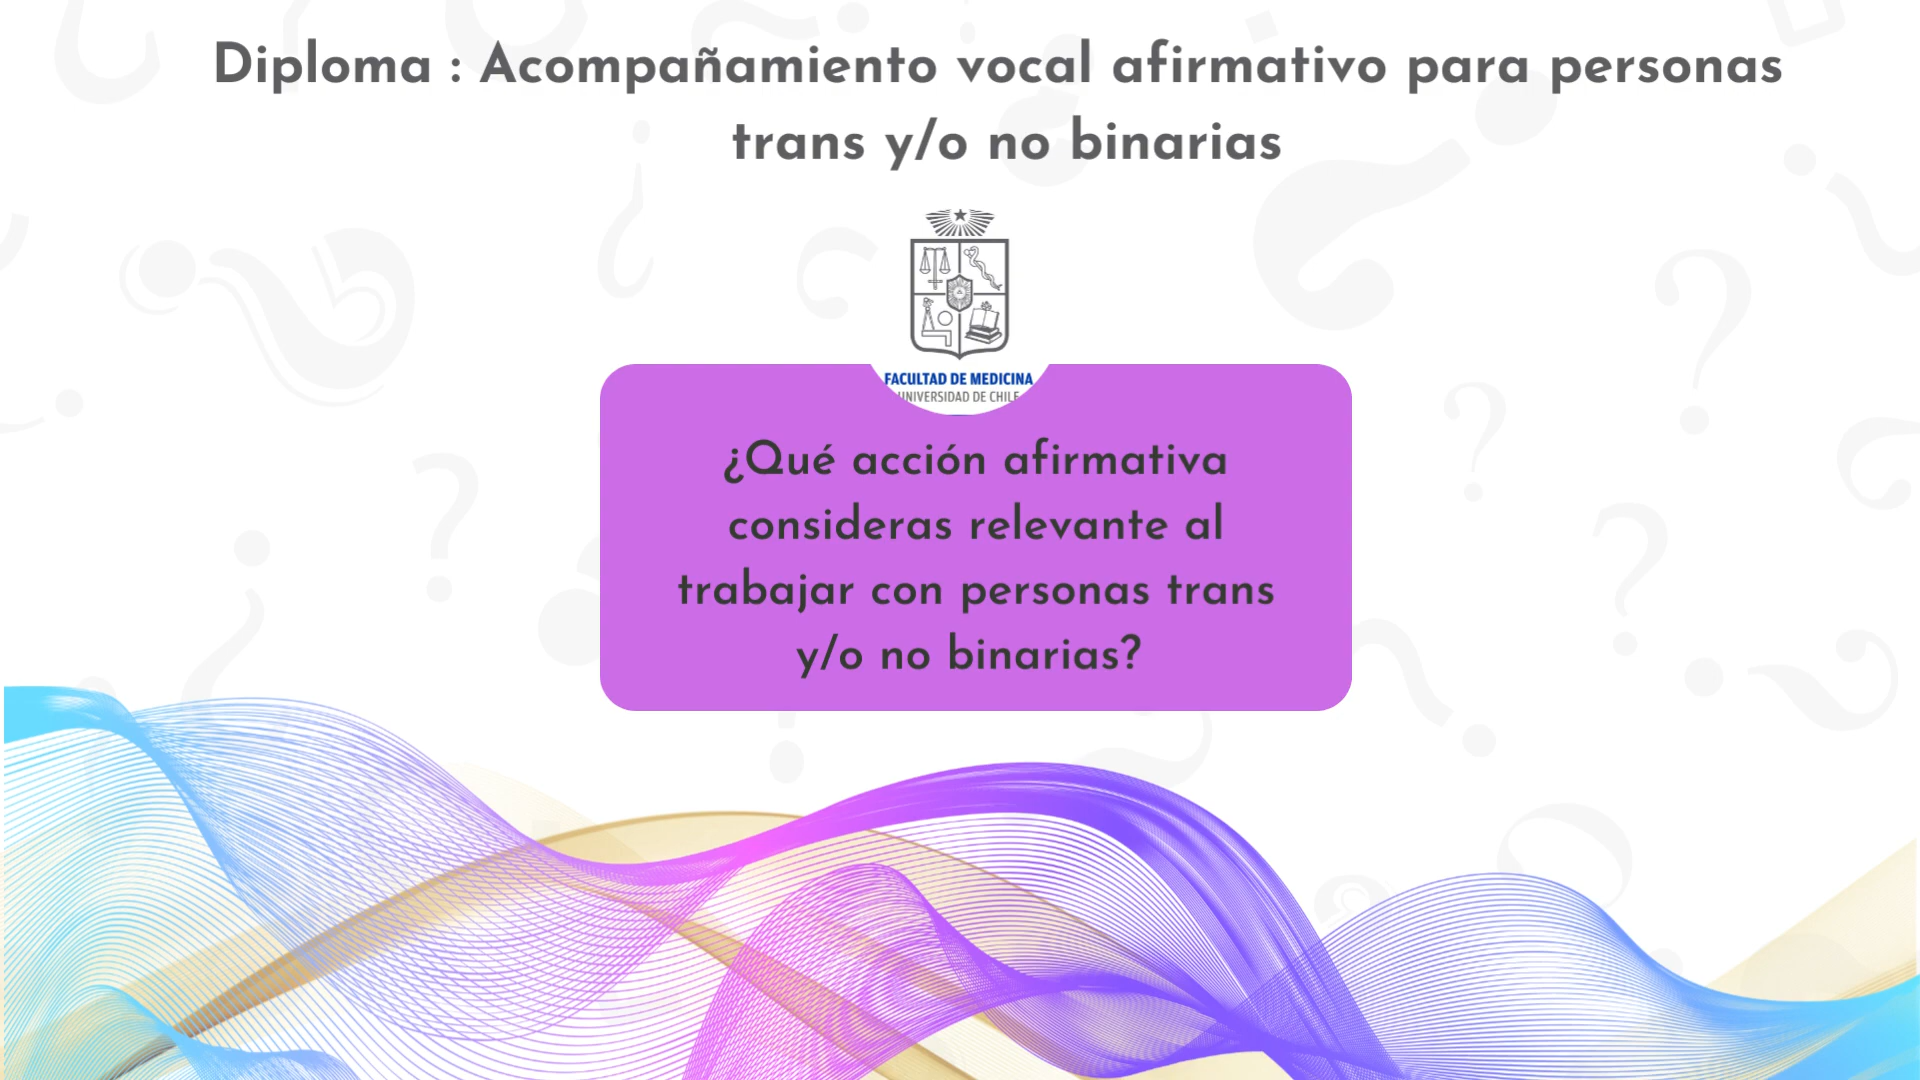 Diploma : Acompañamiento vocal afirmativo para personas
trans y/o no binarias
FACULTAD DE MEDICINA
UNIVERSIDAD DE CHILE
¿Qué acción afirmativa
consideras relevante al
trabajar con personas trans
y/o no binarias?